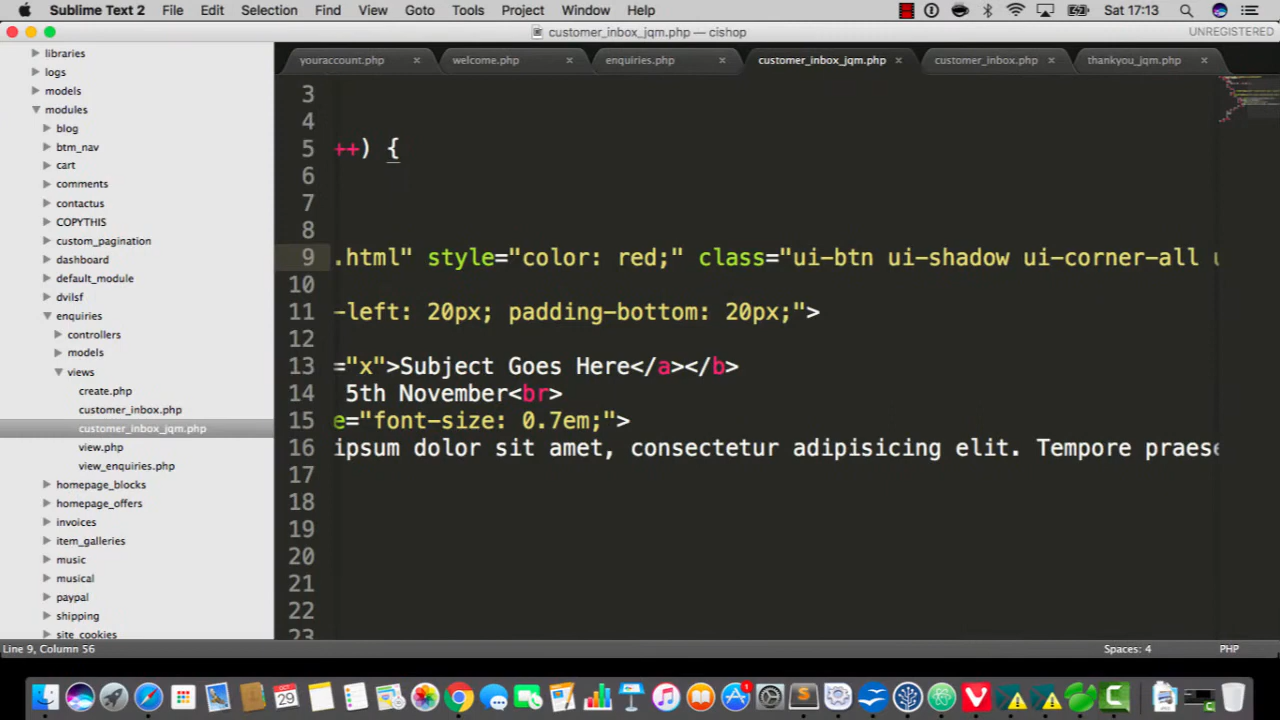 Sublime Text 2 File Edit Selection Find View Goto Tools Project Window Help Sat 17:13
customer_inbox_jqm.php — cishop UNREGISTERED
youraccount.php × welcome.php × enquiries.php × customer_inbox_jqm.php × customer_inbox.php × thankyou_jqm.php ×
libraries
logs
models
modules
blog
btm_nav
cart
comments
contactus
COPYTHIS
custom_pagination
dashboard
default_module
dvilsf
enquiries
controllers
models
views
create.php
customer_inbox.php
customer_inbox_jqm.php
view.php
view_enquiries.php
homepage_blocks
homepage_offers
invoices
item_galleries
music
musical
paypal
shipping
site_cookies
3
4
5 ++) {
6
7
8
9 .html" style="color: red;" class="ui-btn ui-shadow ui-corner-all u
10
11 -left: 20px; padding-bottom: 20px;">
12
13 ="x">Subject Goes Here</a></b>
14 5th November<br>
15 e="font-size: 0.7em;">
16 ipsum dolor sit amet, consectetur adipisicing elit. Tempore praese
17
18
19
20
21
22
23
Line 9, Column 56 Spaces: 4 PHP
OCT
29
1